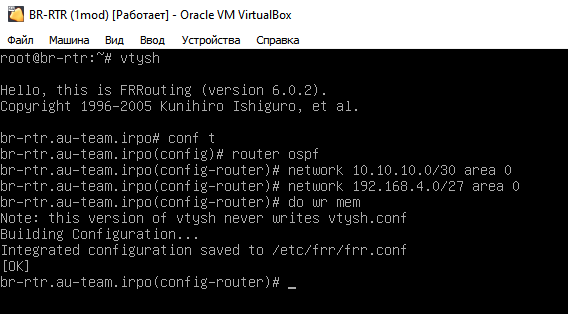 BR-RTR (1mod) [Работает] - Oracle VM VirtualBox
Файл Машина Вид Ввод Устройства Справка
root@br-rtr:~# vtysh
Hello, this is FRRouting (version 6.0.2).
Copyright 1996-2005 Kunihiro Ishiguro, et al.
br-rtr.au-team.irpo# conf t
br-rtr.au-team.irpo(config)# router ospf
br-rtr.au-team.irpo(config-router)# network 10.10.10.0/30 area 0
br-rtr.au-team.irpo(config-router)# network 192.168.4.0/27 area 0
br-rtr.au-team.irpo(config-router)# do wr mem
Note: this version of vtysh never writes vtysh.conf
Building Configuration...
Integrated configuration saved to /etc/frr/frr.conf
[OK]
br-rtr.au-team.irpo(config-router)# _